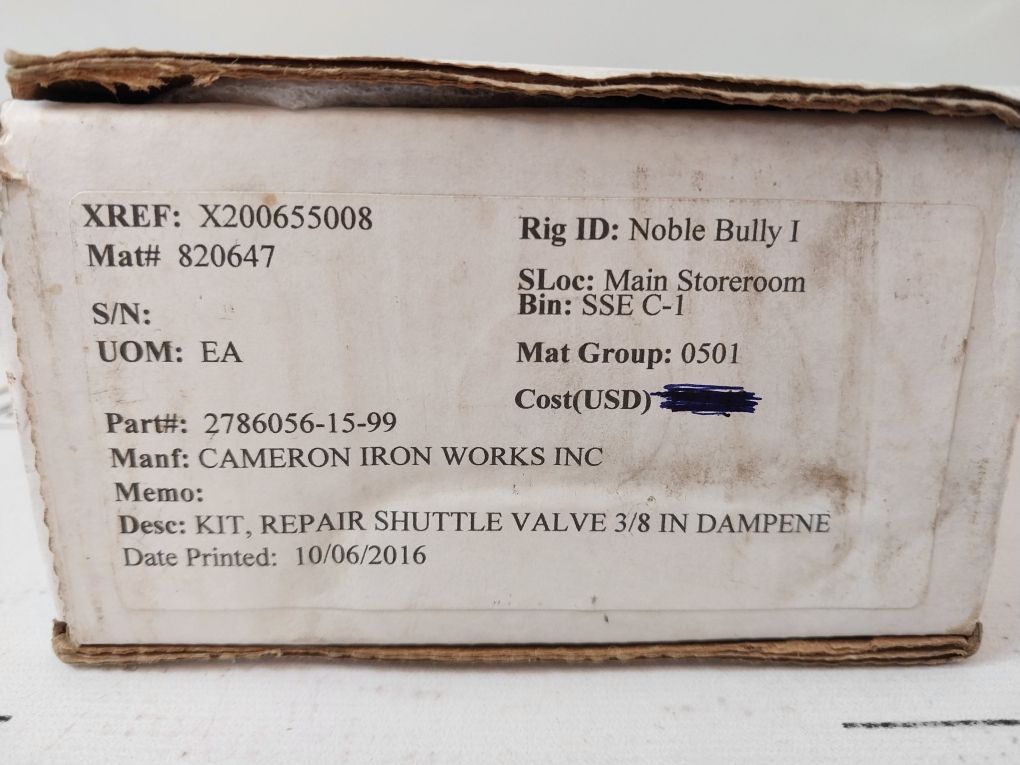 XREF: X200655008
Mat# 820647
S/N:
UOM: EA
Rig ID: Noble Bully I
SLoc: Main Storeroom
Bin: SSE C-1
Mat Group: 0501
Cost(USD)
Part#: 2786056-15-99
Manf: CAMERON IRON WORKS INC
Memo:
Desc: KIT, REPAIR SHUTTLE VALVE 3/8 IN DAMPENE
Date Printed: 10/06/2016